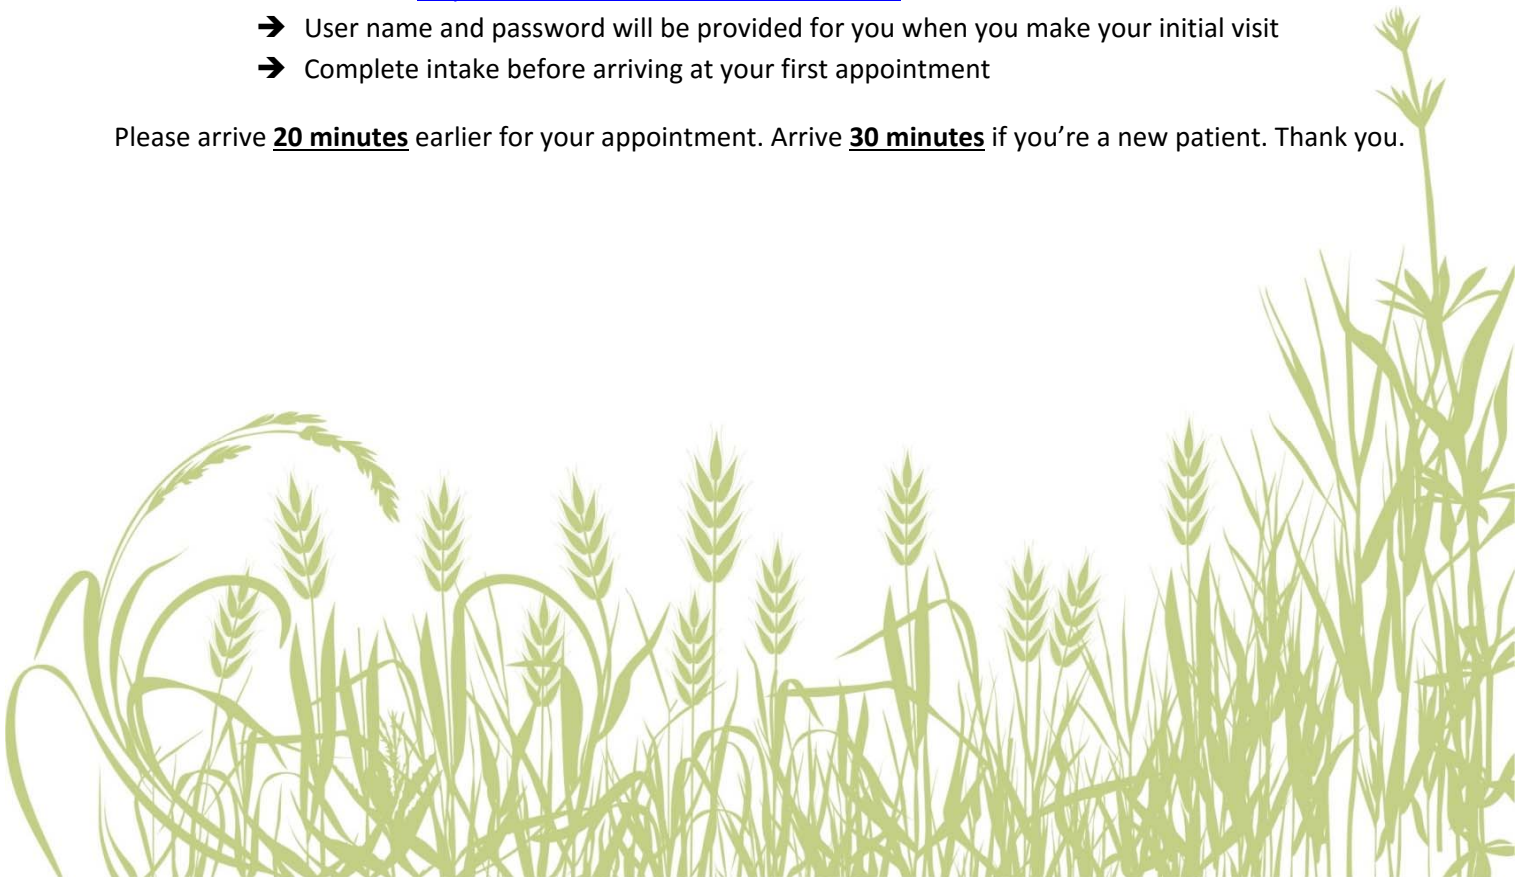 ➔ User name and password will be provided for you when you make your initial visit
➔ Complete intake before arriving at your first appointment
Please arrive 20 minutes earlier for your appointment. Arrive 30 minutes if you’re a new patient. Thank you.